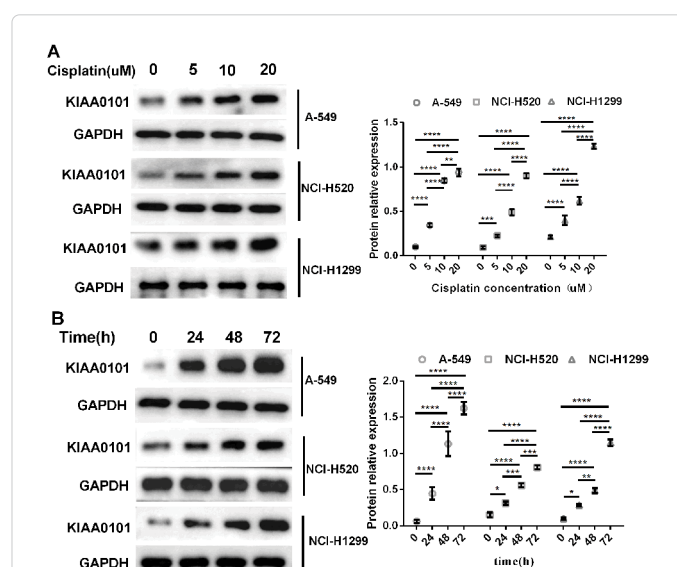 A
Cisplatin(uM) 0 5 10 20
KIAA0101
A-549
GAPDH
KIAA0101
NCI-H520
GAPDH
KIAA0101
NCI-H1299
GAPDH
A-549 NCI-H520 NCI-H1299
Protein relative expression
1.5
1.0
0.5
0.0
**** **** **** **** ** ****
**** **** **** **** *** ****
**** **** **** **** **** ****
0 5 10 20 0 5 10 20 0 5 10 20
Cisplatin concentration (uM)
B
Time(h) 0 24 48 72
KIAA0101
A-549
GAPDH
KIAA0101
NCI-H520
GAPDH
KIAA0101
NCI-H1299
GAPDH
A-549 NCI-H520 NCI-H1299
Protein relative expression
2.0
1.5
1.0
0.5
0.0
**** **** **** **** **** ****
**** **** **** *** *** *
**** **** **** **** ** *
0 24 48 72 0 24 48 72 0 24 48 72
time(h)